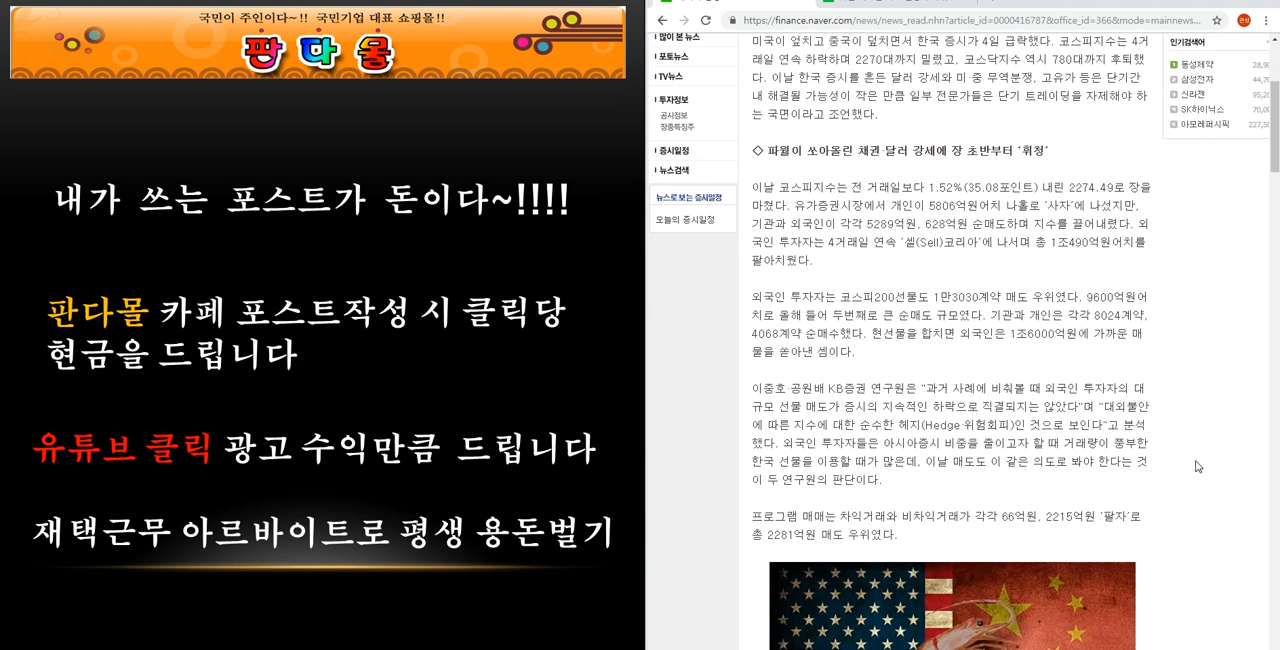 국민이 주인이다~!! 국민기업 대표 쇼핑몰!!
판다몰
내가 쓰는 포스트가 돈이다~!!!!
판다몰 카페 포스트작성 시 클릭당
현금을 드립니다
유튜브 클릭 광고 수익만큼 드립니다
재택근무 아르바이트로 평생 용돈벌기
https://finance.naver.com/news/news_read.nhn?article_id=0000416787&office_id=366&mode=mainnews...
많이 본 뉴스
포토뉴스
TV뉴스
투자정보
공시정보
장중특징주
증시일정
뉴스검색
뉴스로 보는 증시일정
오늘의 증시일정
미국이 엎치고 중국이 덮치면서 한국 증시가 4일 급락했다. 코스피지수는 4거
래일 연속 하락하며 2270대까지 밀렸고, 코스닥지수 역시 780대까지 후퇴했
다. 이날 한국 증시를 흔든 달러 강세와 미·중 무역분쟁, 고유가 등은 단기간
내 해결될 가능성이 작은 만큼 일부 전문가들은 단기 트레이딩을 자제해야 하
는 국면이라고 조언했다.
◇ 파월이 쏘아올린 채권·달러 강세에 장 초반부터 '휘청'
이날 코스피지수는 전 거래일보다 1.52%(35.08포인트) 내린 2274.49로 장을
마쳤다. 유가증권시장에서 개인이 5806억원어치 나홀로 '사자'에 나섰지만,
기관과 외국인이 각각 5289억원, 628억원 순매도하며 지수를 끌어내렸다. 외
국인 투자자는 4거래일 연속 '셀(Sell)코리아'에 나서며 총 1조490억원어치를
팔아치웠다.
외국인 투자자는 코스피200선물도 1만3030계약 매도 우위였다. 9600억원어
치로 올해 들어 두번째로 큰 순매도 규모였다. 기관과 개인은 각각 8024계약,
4068계약 순매수했다. 현선물을 합치면 외국인은 1조6000억원에 가까운 매
물을 쏟아낸 셈이다.
이중호·공원배 KB증권 연구원은 "과거 사례에 비춰볼 때 외국인 투자자의 대
규모 선물 매도가 증시의 지속적인 하락으로 직결되지는 않았다"며 "대외불안
에 따른 지수에 대한 순수한 헤지(Hedge·위험회피)인 것으로 보인다"고 분석
했다. 외국인 투자자들은 아시아증시 비중을 줄이고자 할 때 거래량이 풍부한
한국 선물을 이용할 때가 많은데, 이날 매도도 이 같은 의도로 봐야 한다는 것
이 두 연구원의 판단이다.
프로그램 매매는 차익거래와 비차익거래가 각각 66억원, 2215억원 '팔자'로
총 2281억원 매도 우위였다.
인기검색어
1 동성제약 28,90
2 삼성전자 44,70
3 신라젠 95,20
4 SK하이닉스 70,00
5 아모레퍼시픽 227,50